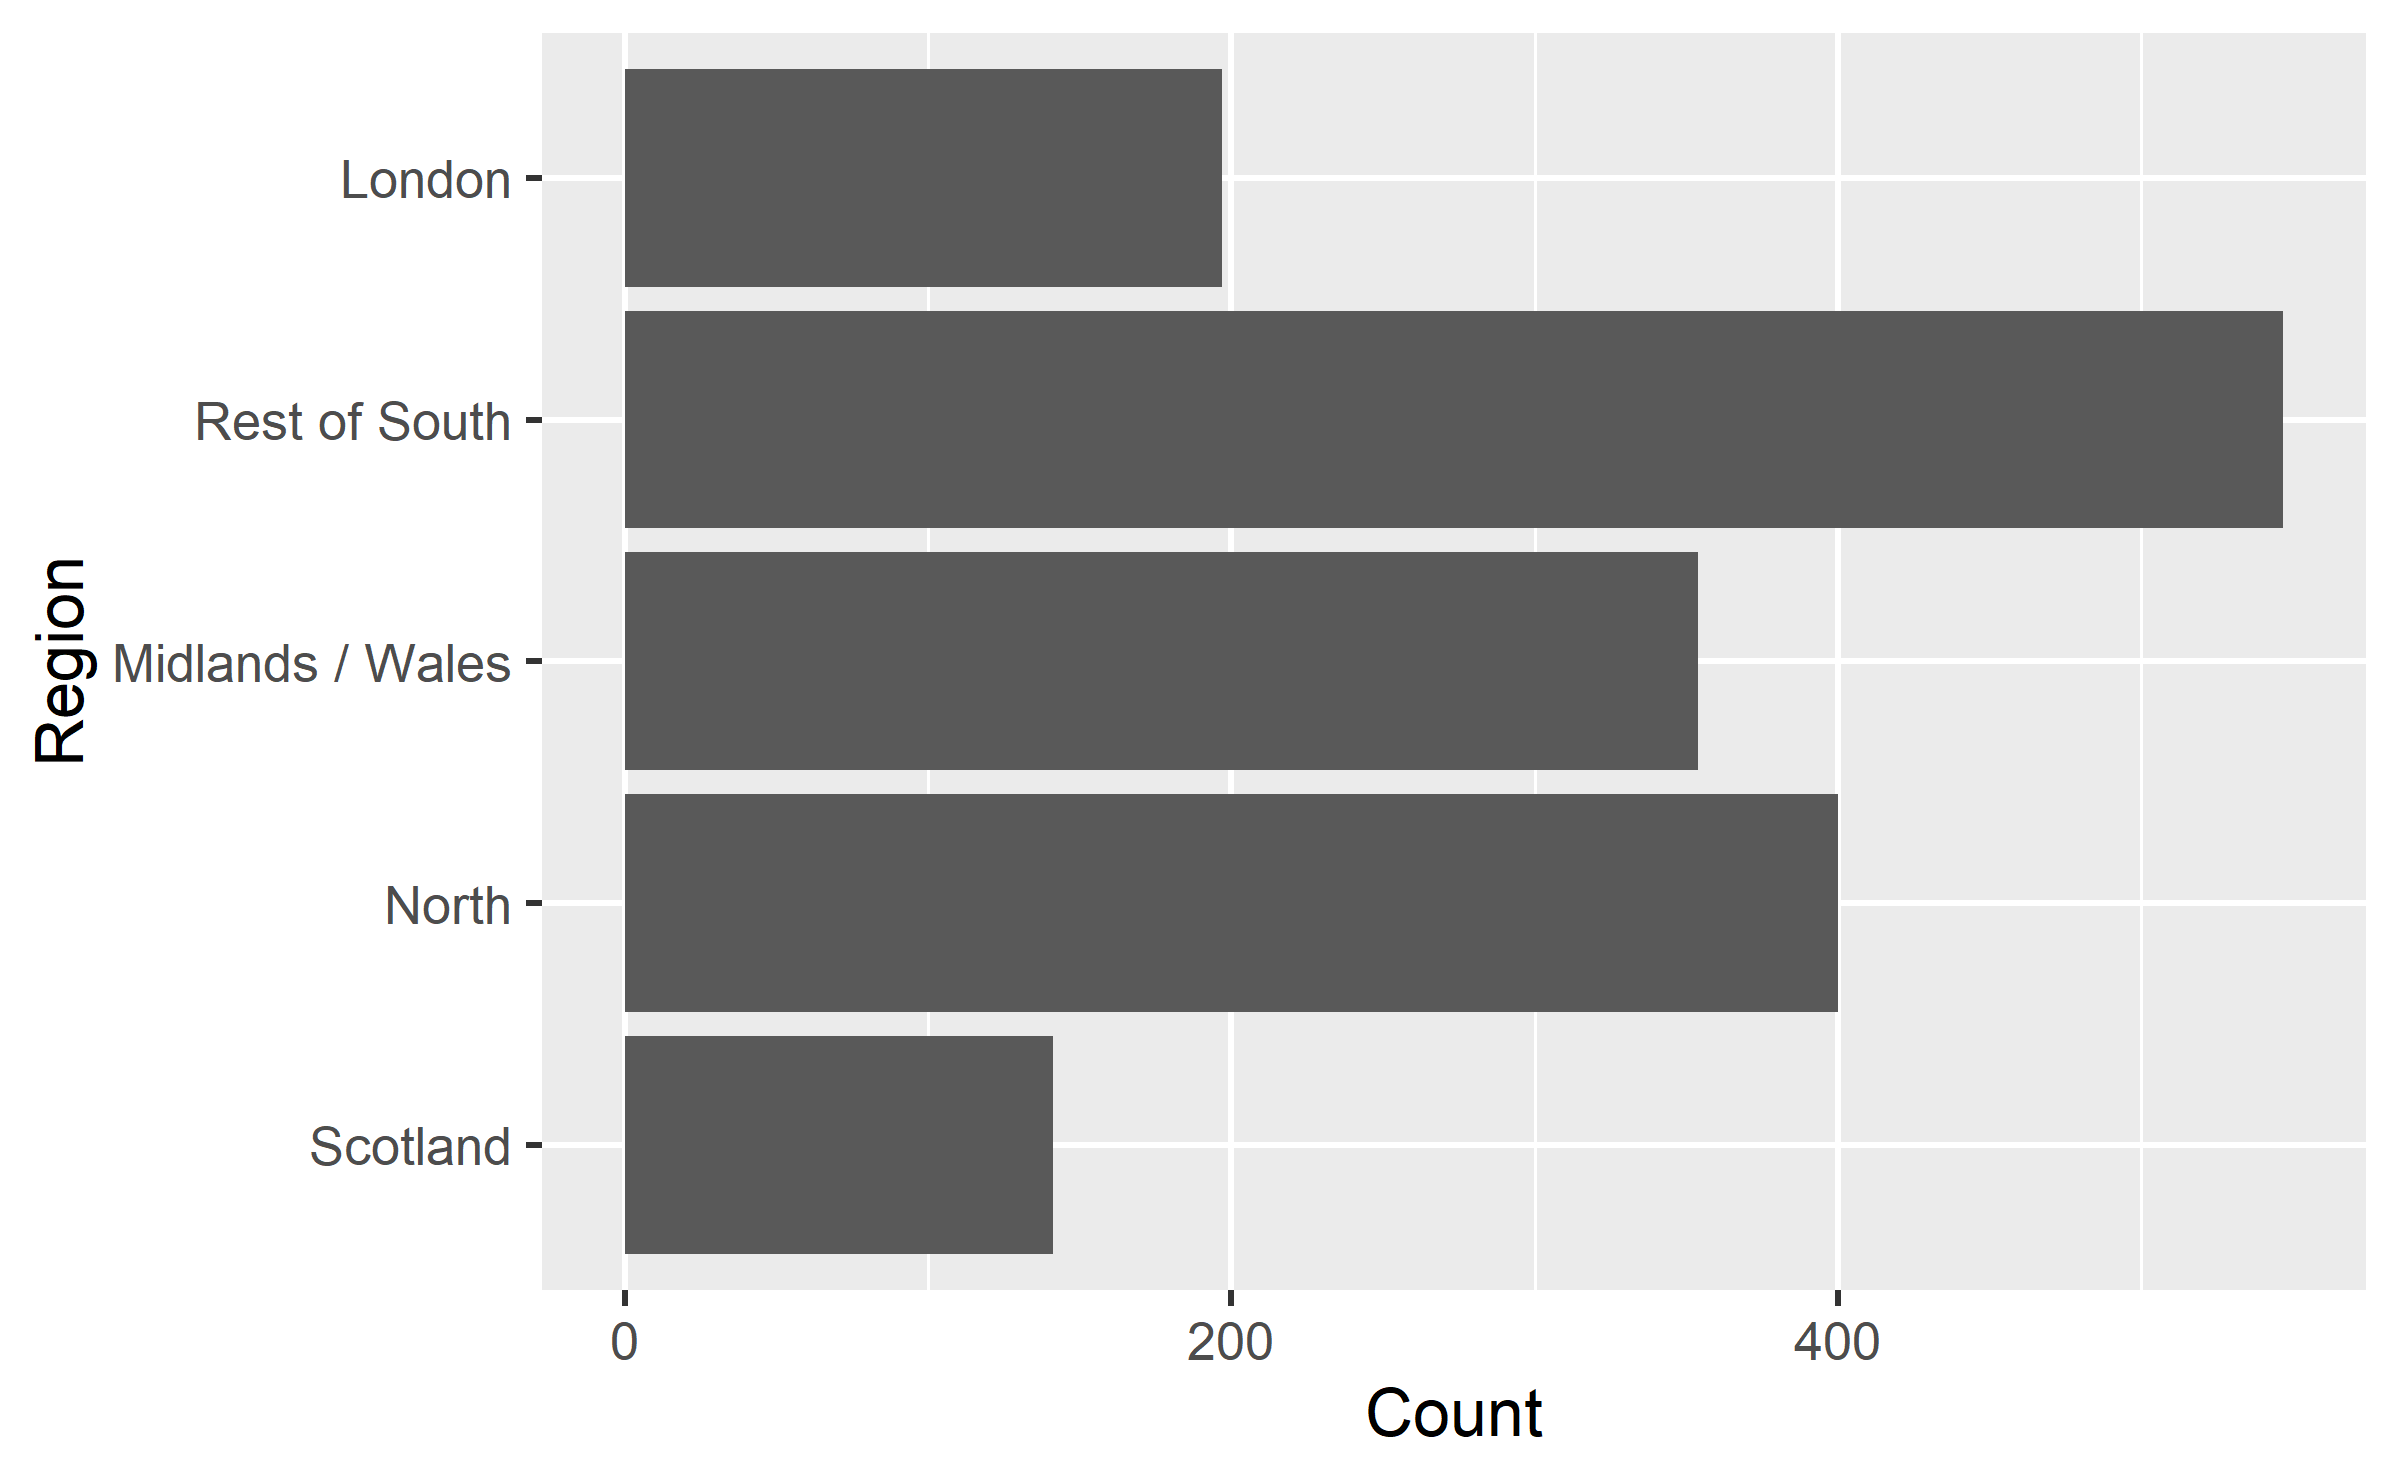 London
Rest of South
Midlands / Wales
North
Scotland
Region
0 200 400
Count